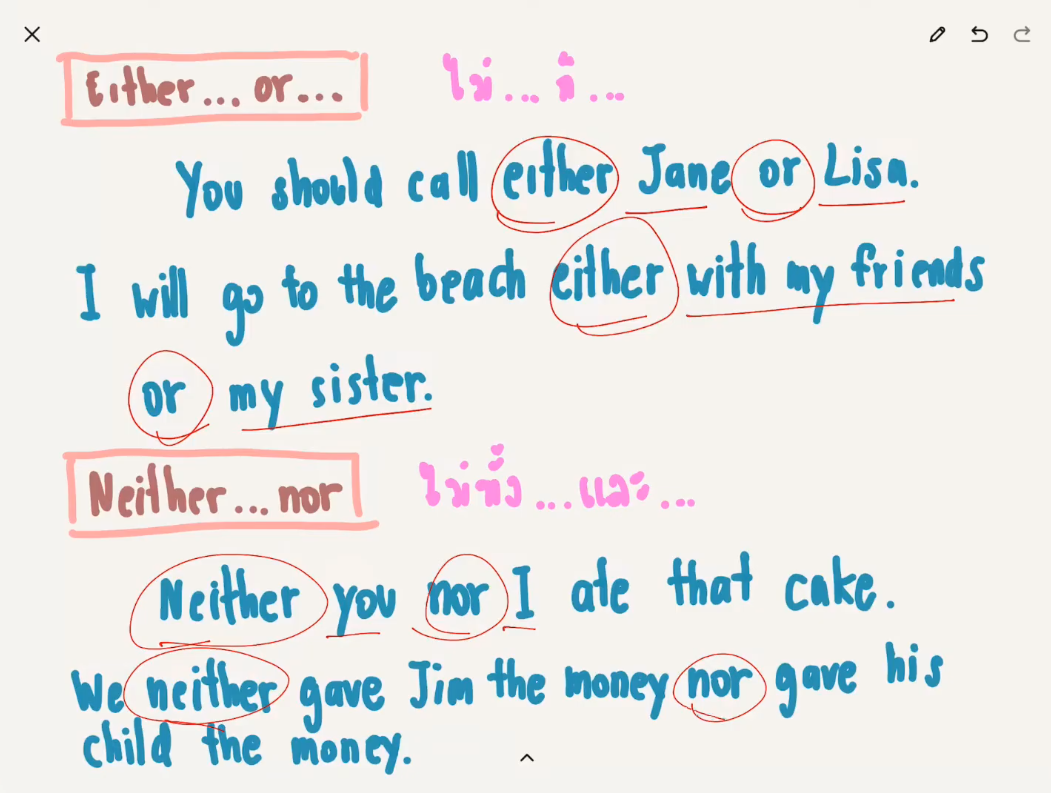 Either... or... ไม่... ก็...
You should call either Jane or Lisa.
I will go to the beach either with my friends
or my sister.
Neither... nor ไม่ทั้ง...และ...
Neither you nor I ate that cake.
We neither gave Jim the money nor gave his
child the money.